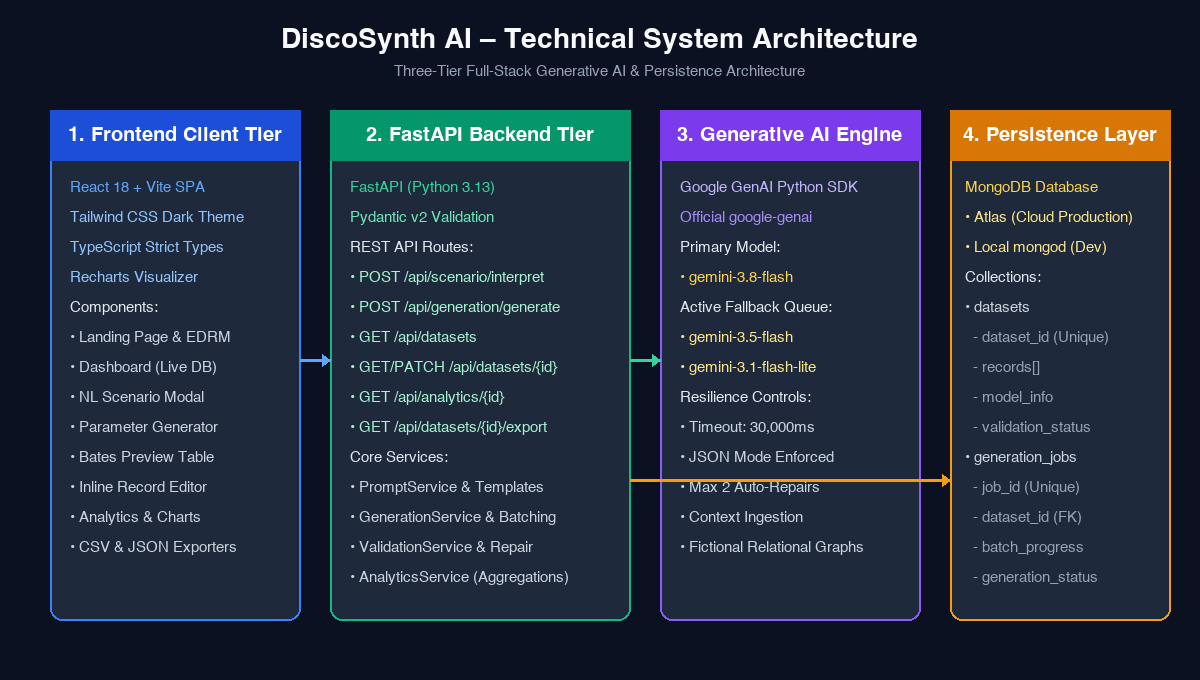 DiscoSynth AI – Technical System Architecture
Three-Tier Full-Stack Generative AI & Persistence Architecture
1. Frontend Client Tier
React 18 + Vite SPA
Tailwind CSS Dark Theme
TypeScript Strict Types
Recharts Visualizer
Components:
• Landing Page & EDRM
• Dashboard (Live DB)
• NL Scenario Modal
• Parameter Generator
• Bates Preview Table
• Inline Record Editor
• Analytics & Charts
• CSV & JSON Exporters
2. FastAPI Backend Tier
FastAPI (Python 3.13)
Pydantic v2 Validation
REST API Routes:
• POST /api/scenario/interpret
• POST /api/generation/generate
• GET /api/datasets
• GET/PATCH /api/datasets/{id}
• GET /api/analytics/{id}
• GET /api/datasets/{id}/export
Core Services:
• PromptService & Templates
• GenerationService & Batching
• ValidationService & Repair
• AnalyticsService (Aggregations)
3. Generative AI Engine
Google GenAI Python SDK
Official google-genai
Primary Model:
• gemini-3.8-flash
Active Fallback Queue:
• gemini-3.5-flash
• gemini-3.1-flash-lite
Resilience Controls:
• Timeout: 30,000ms
• JSON Mode Enforced
• Max 2 Auto-Repairs
• Context Ingestion
• Fictional Relational Graphs
4. Persistence Layer
MongoDB Database
• Atlas (Cloud Production)
• Local mongod (Dev)
Collections:
• datasets
- dataset_id (Unique)
- records[]
- model_info
- validation_status
• generation_jobs
- job_id (Unique)
- dataset_id (FK)
- batch_progress
- generation_status